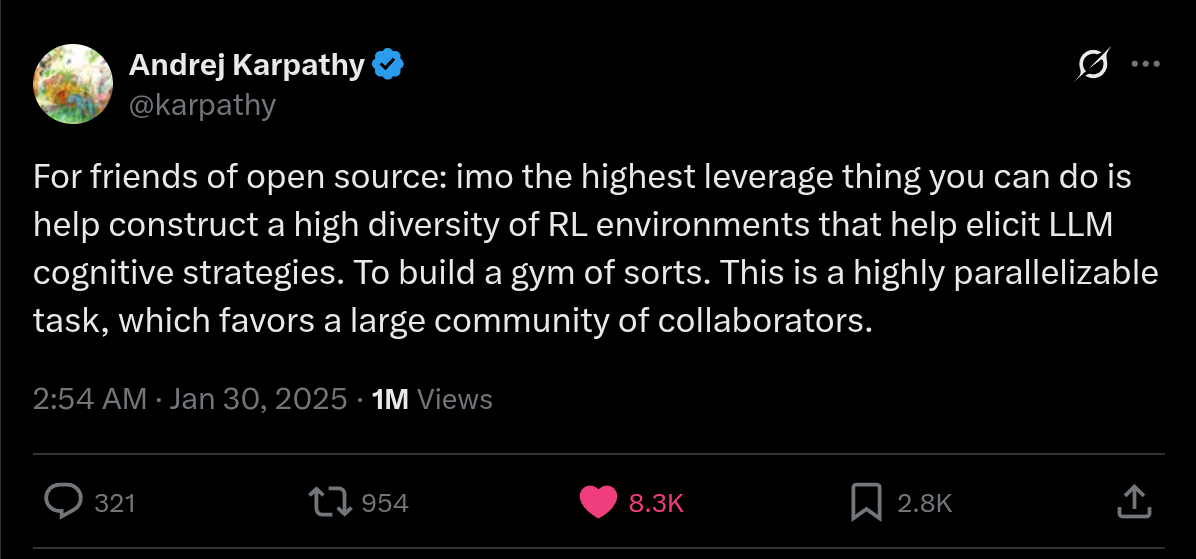 Andrej Karpathy
@karpathy
For friends of open source: imo the highest leverage thing you can do is
help construct a high diversity of RL environments that help elicit LLM
cognitive strategies. To build a gym of sorts. This is a highly parallelizable
task, which favors a large community of collaborators.
2:54 AM · Jan 30, 2025 · 1M Views
321 954 8.3K 2.8K